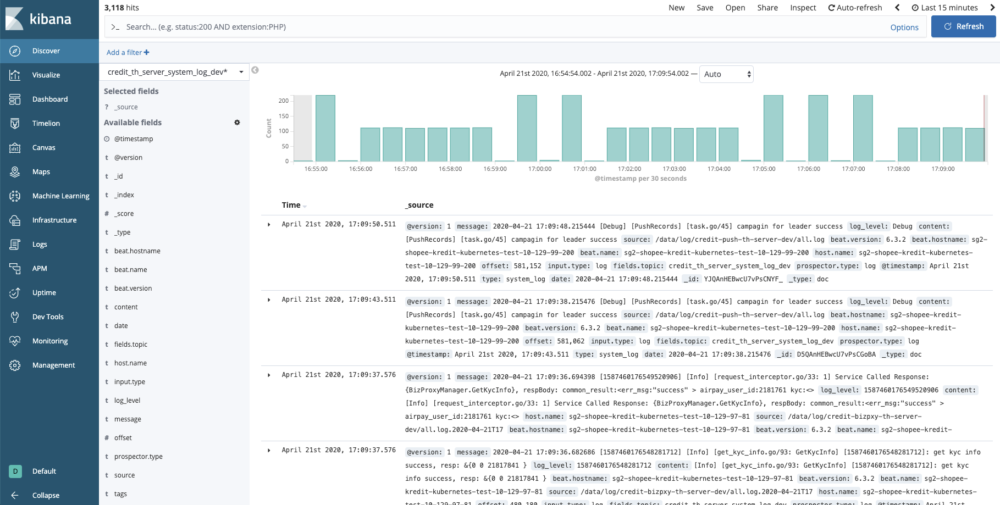 kibana
Discover
Visualize
Dashboard
Timelion
Canvas
Maps
Machine Learning
Infrastructure
Logs
APM
Uptime
Dev Tools
Monitoring
Management
D Default
Collapse
3,118 hits
New Save Open Share Inspect Auto-refresh Last 15 minutes
>_ Search... (e.g. status:200 AND extension:PHP) Options Refresh
Add a filter +
credit_th_server_system_log_dev*
Selected fields
? _source
Available fields
@timestamp
t @version
t _id
t _index
# _score
t _type
t beat.hostname
t beat.name
t beat.version
t content
t date
t fields.topic
t host.name
t input.type
t log_level
t message
# offset
t prospector.type
t source
t tags
April 21st 2020, 16:54:54.002 - April 21st 2020, 17:09:54.002 — Auto
Count
200
150
100
50
0
16:55:00 16:56:00 16:57:00 16:58:00 16:59:00 17:00:00 17:01:00 17:02:00 17:03:00 17:04:00 17:05:00 17:06:00 17:07:00 17:08:00 17:09:00
@timestamp per 30 seconds
Time _source
April 21st 2020, 17:09:50.511 @version: 1 message: 2020-04-21 17:09:48.215444 [Debug] [PushRecords] [task.go/45] campagin for leader success log_level: Debug content:
[PushRecords] [task.go/45] campagin for leader success source: /data/log/credit-push-th-server-dev/all.log beat.version: 6.3.2 beat.hostname: sg2-
shopee-kredit-kubernetes-test-10-129-99-200 beat.name: sg2-shopee-kredit-kubernetes-test-10-129-99-200 host.name: sg2-shopee-kredit-kubernetes-
test-10-129-99-200 offset: 581,152 input.type: log fields.topic: credit_th_server_system_log_dev prospector.type: log @timestamp: April 21st
2020, 17:09:50.511 type: system_log date: 2020-04-21 17:09:48.215444 _id: YJQAnHEBwcU7vPsCNYF_ _type: doc
April 21st 2020, 17:09:43.511 @version: 1 message: 2020-04-21 17:09:38.215476 [Debug] [PushRecords] [task.go/45] campagin for leader success log_level: Debug content:
[PushRecords] [task.go/45] campagin for leader success source: /data/log/credit-push-th-server-dev/all.log beat.hostname: sg2-shopee-kredit-
kubernetes-test-10-129-99-200 beat.version: 6.3.2 beat.name: sg2-shopee-kredit-kubernetes-test-10-129-99-200 host.name: sg2-shopee-kredit-
kubernetes-test-10-129-99-200 offset: 581,062 input.type: log fields.topic: credit_th_server_system_log_dev prospector.type: log
@timestamp: April 21st 2020, 17:09:43.511 type: system_log date: 2020-04-21 17:09:38.215476 _id: D5QAnHEBwcU7vPsCGoBA _type: doc
April 21st 2020, 17:09:37.576 @version: 1 message: 2020-04-21 17:09:36.694398 [1587460176549520906] [Info] [request_interceptor.go/33: 1] Service Called Response:
{BizProxyManager.GetKycInfo}, respBody: common_result:<err_msg:"success" > airpay_user_id:2181761 kyc:<> log_level: 1587460176549520906 content:
[Info] [request_interceptor.go/33: 1] Service Called Response: {BizProxyManager.GetKycInfo}, respBody: common_result:<err_msg:"success" >
airpay_user_id:2181761 kyc:<> host.name: sg2-shopee-kredit-kubernetes-test-10-129-97-81 source: /data/log/credit-bizpxy-th-server-
dev/all.log.2020-04-21T17 beat.hostname: sg2-shopee-kredit-kubernetes-test-10-129-97-81 beat.version: 6.3.2 beat.name: sg2-shopee-kredit-
April 21st 2020, 17:09:37.576 @version: 1 message: 2020-04-21 17:09:36.682686 [1587460176548281712] [Info] [get_kyc_info.go/93: GetKycInfo] [1587460176548281712]: get kyc info
success, resp: &{0 0 21817841 } log_level: 1587460176548281712 content: [Info] [get_kyc_info.go/93: GetKycInfo] [1587460176548281712]: get kyc
info success, resp: &{0 0 21817841 } beat.hostname: sg2-shopee-kredit-kubernetes-test-10-129-97-81 beat.version: 6.3.2 beat.name: sg2-shopee-
kredit-kubernetes-test-10-129-97-81 source: /data/log/credit-bizpxy-th-server-dev/all.log.2020-04-21T17 host.name: sg2-shopee-kredit-kubernetes-
test-10-129-97-81 offset: 480,180 input.type: log fields.topic: credit_th_server_system_log_dev prospector.type: log @timestamp: April 21st